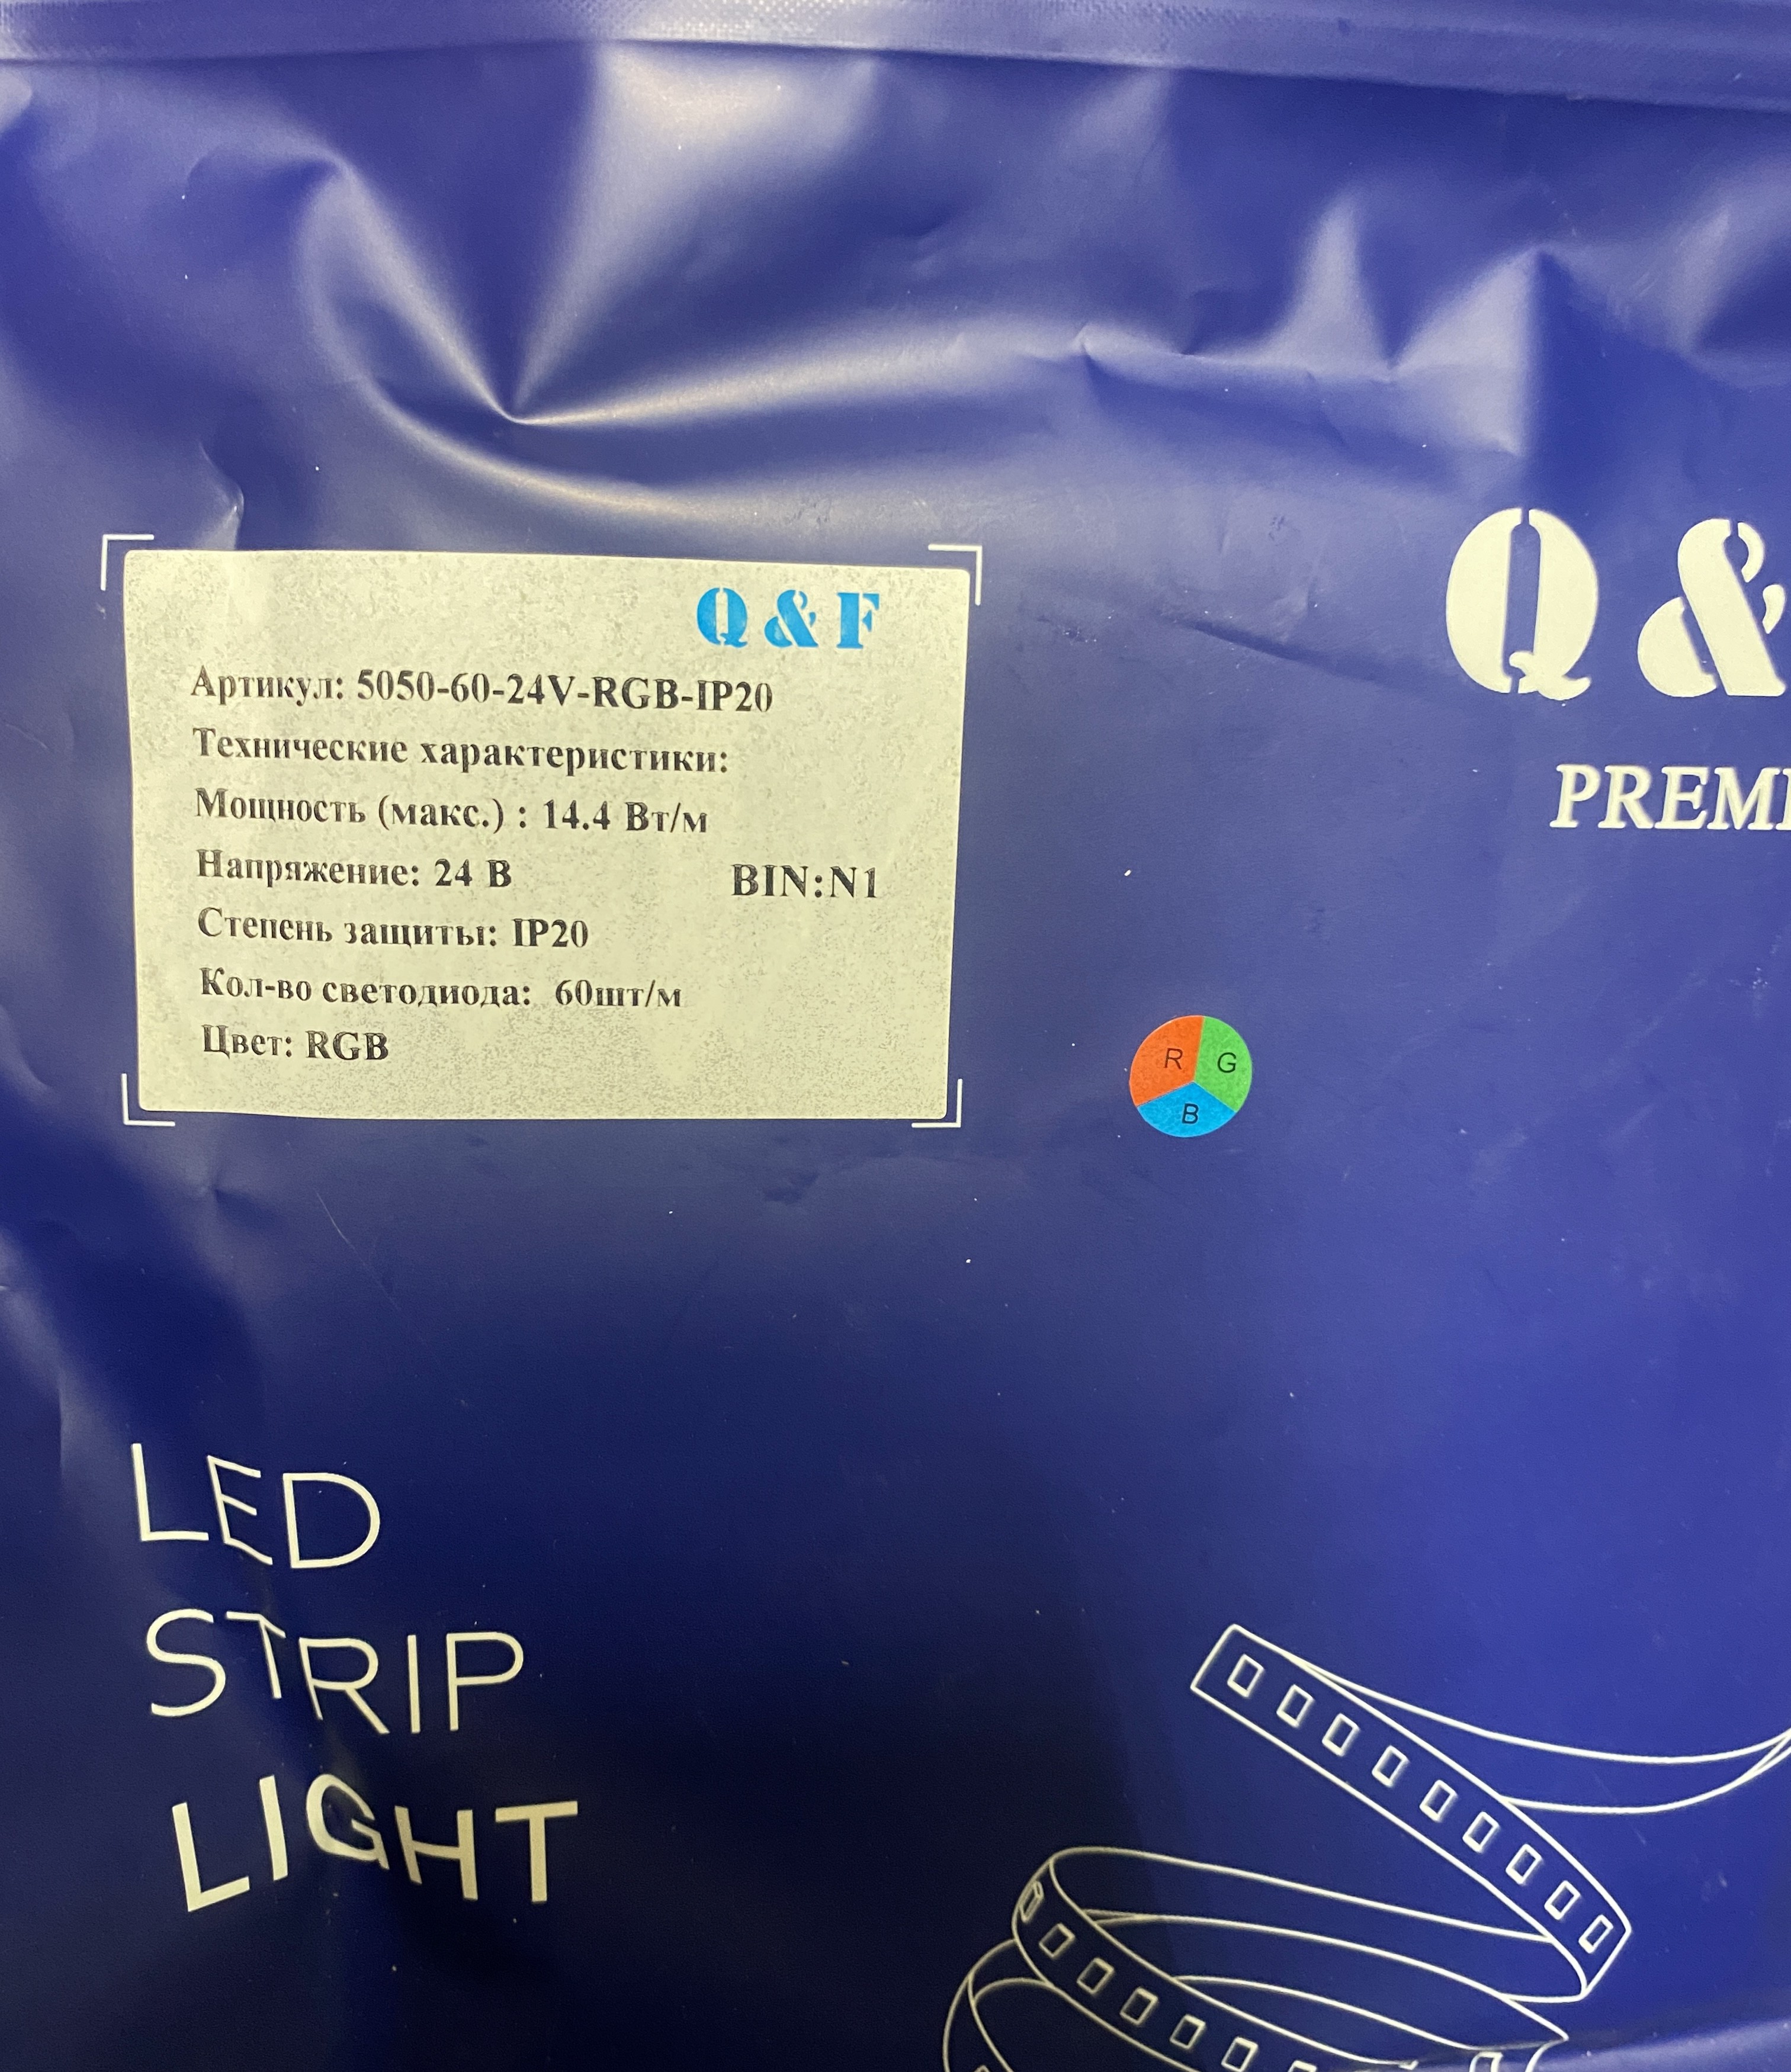 Q & F
Артикул: 5050-60-24V-RGB-IP20
Технические характеристики:
Мощность (макс.) : 14.4 Вт/м
Напряжение: 24 В
BIN:N1
Степень защиты: IP20
Кол-во светодиода: 60шт/м
Цвет: RGB
Q &
PREMI
R G
B
LED
STRIP
LIGHT